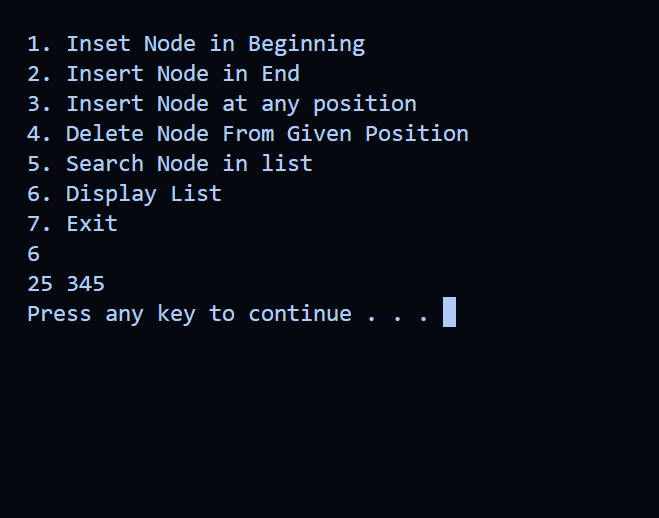 1. Inset Node in Beginning
2. Insert Node in End
3. Insert Node at any position
4. Delete Node From Given Position
5. Search Node in list
6. Display List
7. Exit
6
25 345
Press any key to continue . . .